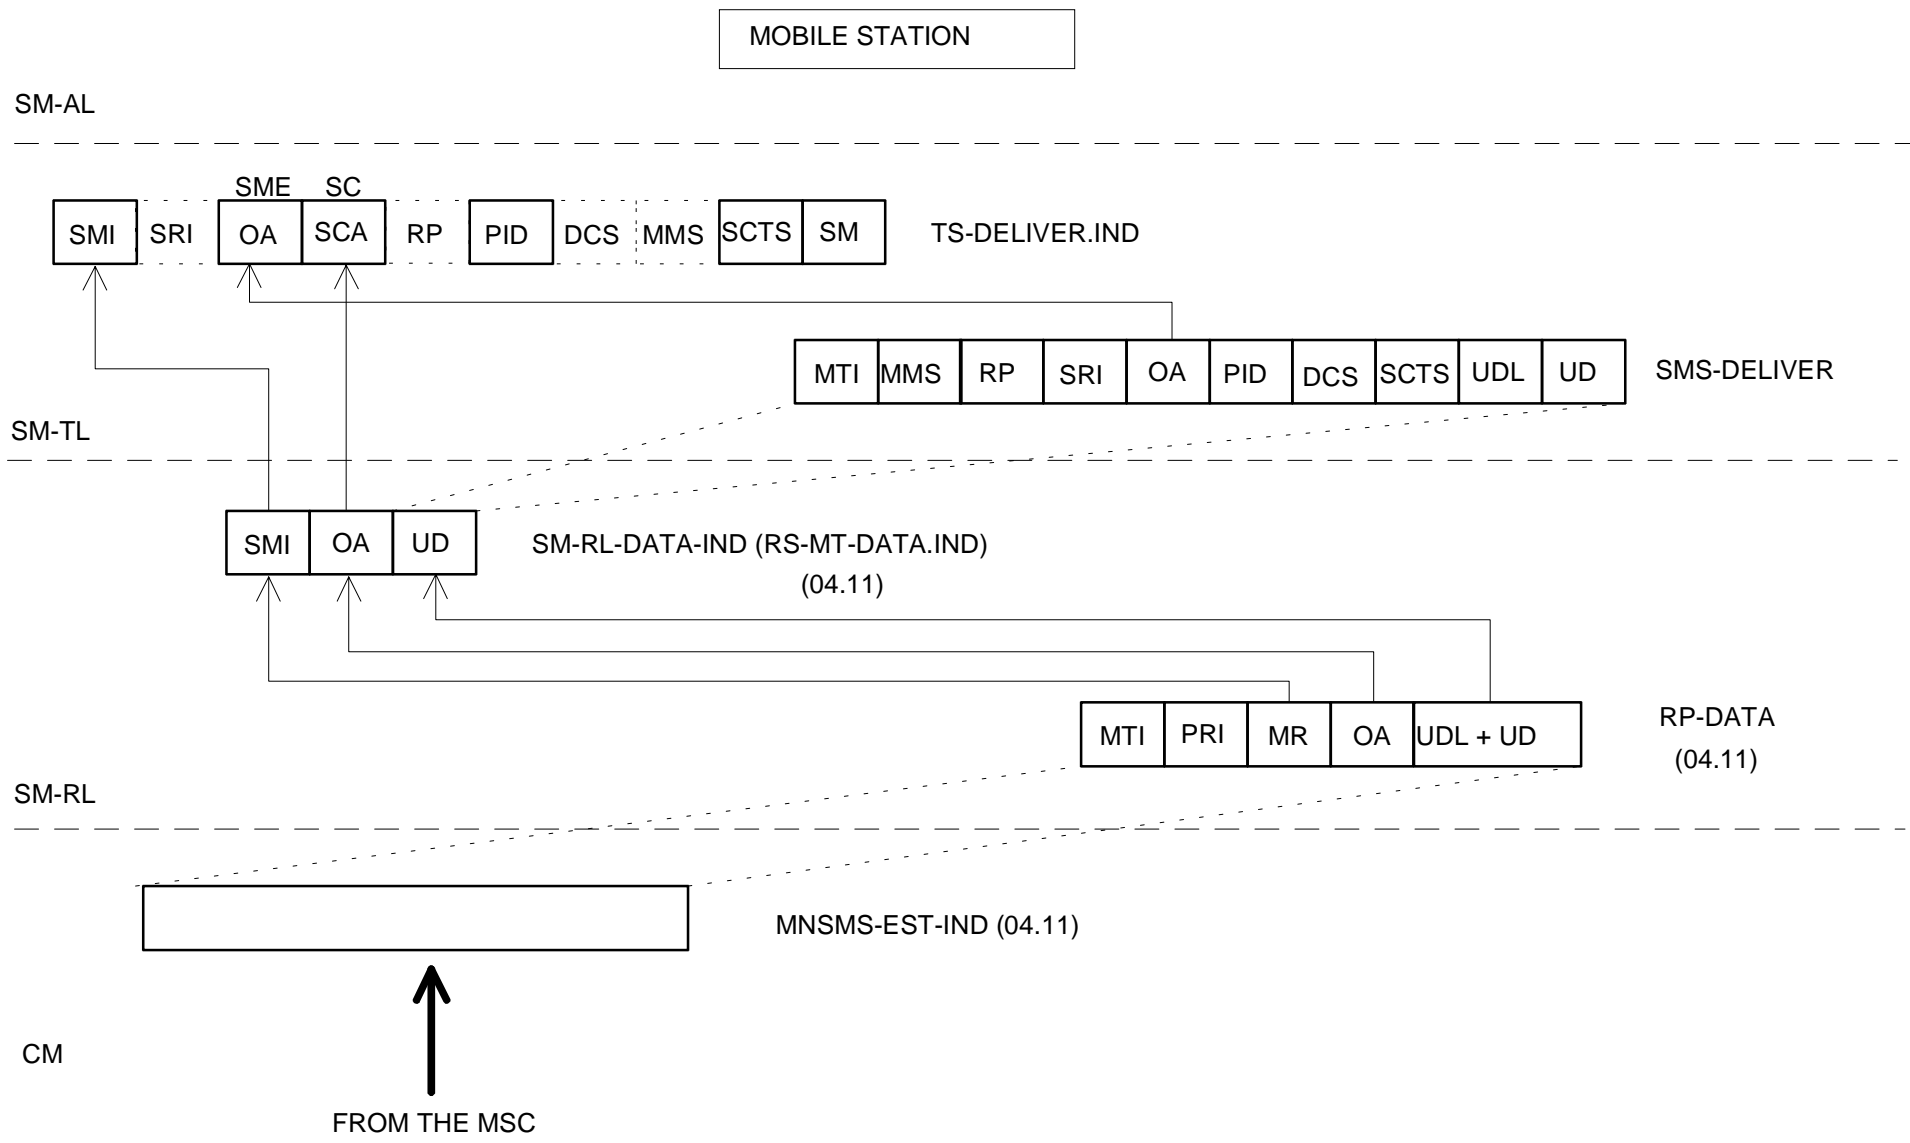 MOBILE STATION
SM-AL
SME SC
SMI SRI OA SCA RP PID DCS MMS SCTS SM TS-DELIVER.IND
MTI MMS RP SRI OA PID DCS SCTS UDL UD SMS-DELIVER
SM-TL
SMI OA UD SM-RL-DATA-IND (RS-MT-DATA.IND)
(04.11)
MTI PRI MR OA UDL + UD RP-DATA
(04.11)
SM-RL
MNSMS-EST-IND (04.11)
CM
FROM THE MSC